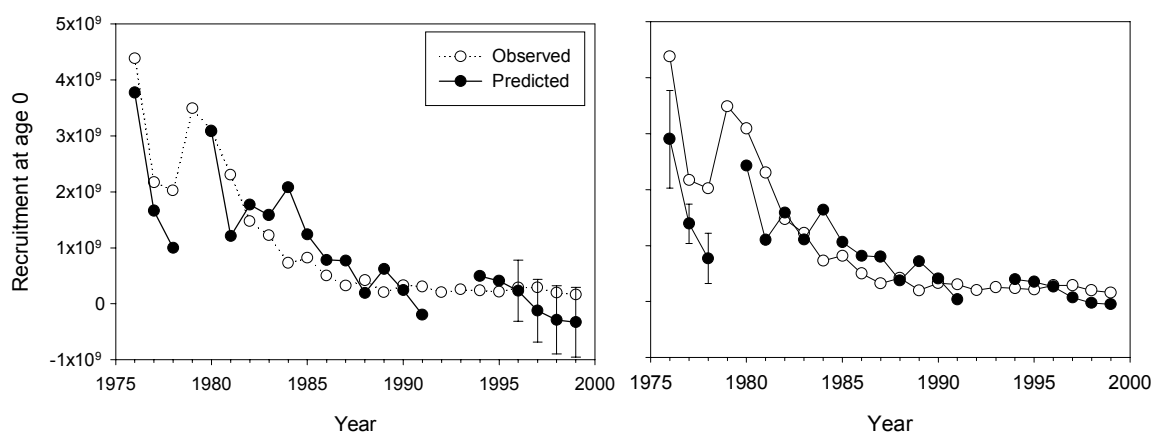 5x10⁹
4x10⁹
3x10⁹
2x10⁹
1x10⁹
0
-1x10⁹
Recruitment at age 0
Observed
Predicted
1975 1980 1985 1990 1995 2000
Year
1975 1980 1985 1990 1995 2000
Year